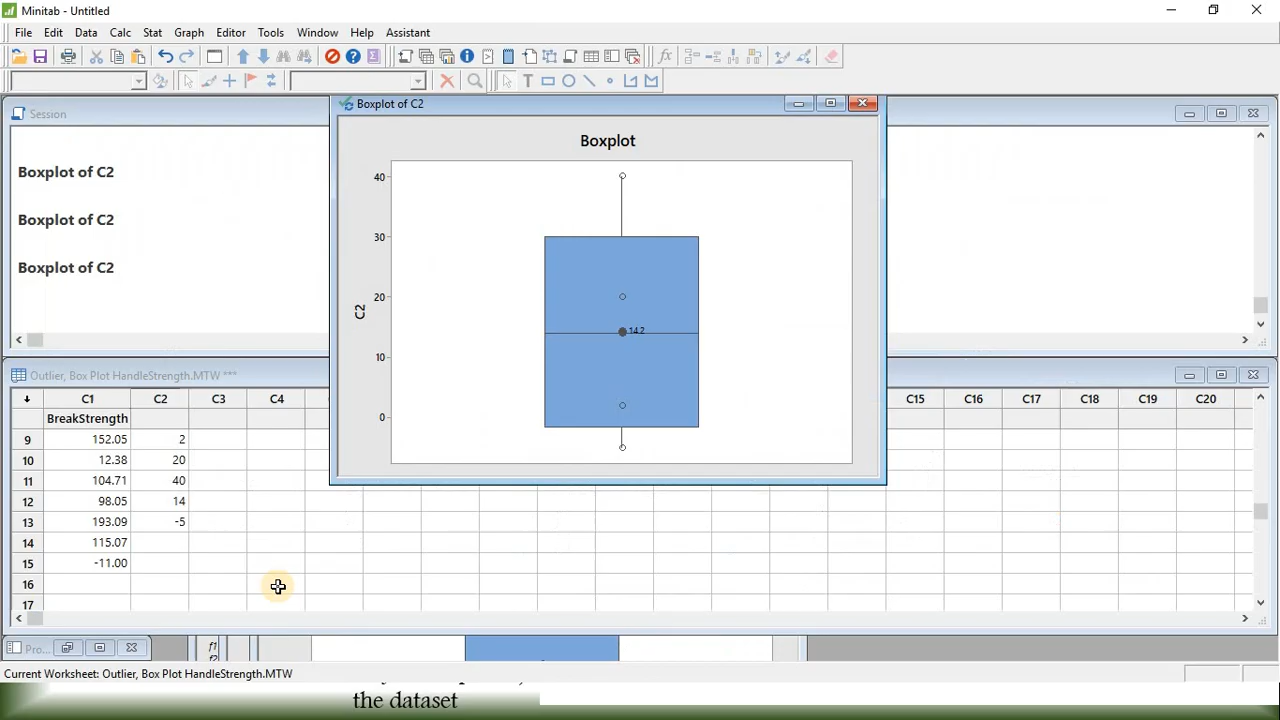 Minitab - Untitled
File Edit Data Calc Stat Graph Editor Tools Window Help Assistant
Session
Boxplot of C2
Boxplot of C2
Boxplot of C2
Boxplot of C2
Boxplot
40
30
20
10
0
C2
14.2
Outlier, Box Plot HandleStrength.MTW ***
C1 C2 C3 C4 C15 C16 C17 C18 C19 C20
BreakStrength
9 152.05 2
10 12.38 20
11 104.71 40
12 98.05 14
13 193.09 -5
14 115.07
15 -11.00
16
17
Pro...
Current Worksheet: Outlier, Box Plot HandleStrength.MTW
the dataset